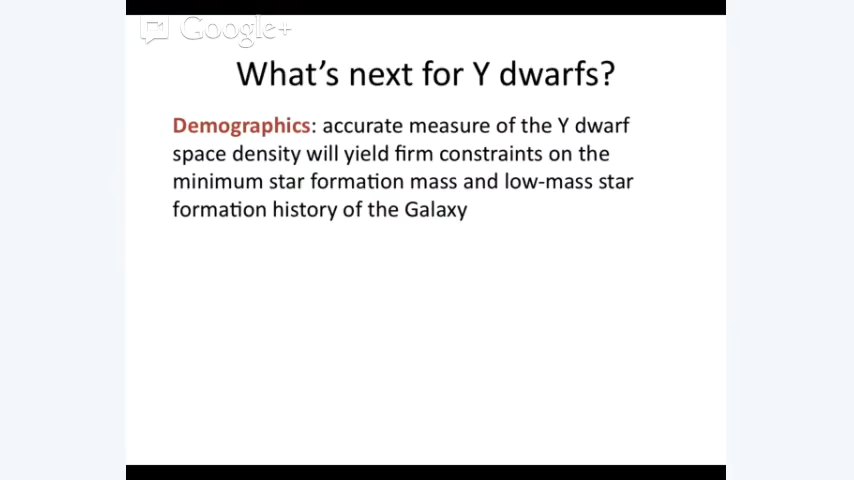 Google+
What's next for Y dwarfs?
Demographics: accurate measure of the Y dwarf
space density will yield firm constraints on the
minimum star formation mass and low-mass star
formation history of the Galaxy